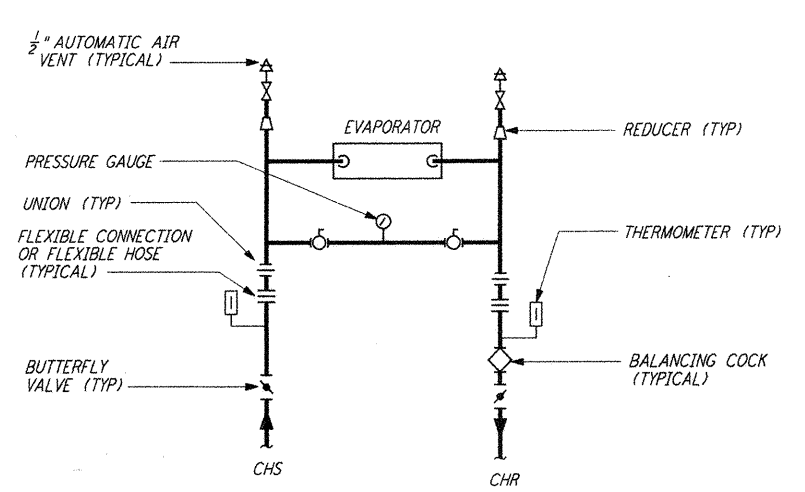 ½" AUTOMATIC AIR
VENT (TYPICAL)
EVAPORATOR
REDUCER (TYP)
PRESSURE GAUGE
UNION (TYP)
FLEXIBLE CONNECTION
OR FLEXIBLE HOSE
(TYPICAL)
THERMOMETER (TYP)
BUTTERFLY
VALVE (TYP)
BALANCING COCK
(TYPICAL)
CHS
CHR